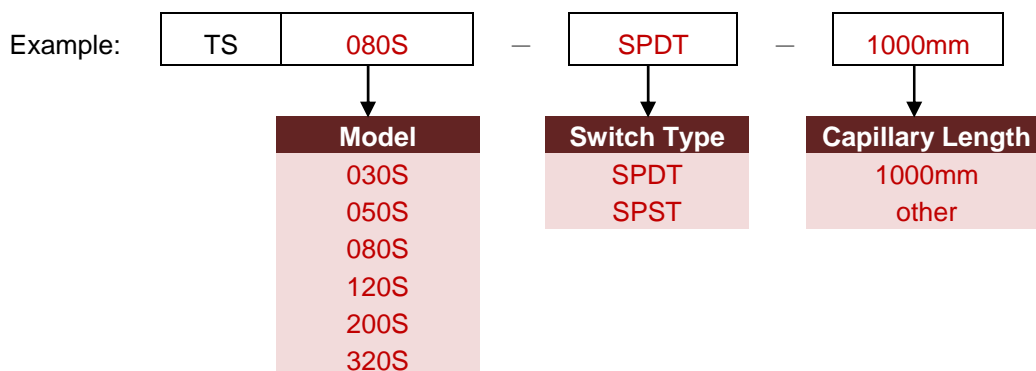 Example: TS 080S – SPDT – 1000mm
Model Switch Type Capillary Length
030S SPDT 1000mm
050S SPST other
080S
120S
200S
320S